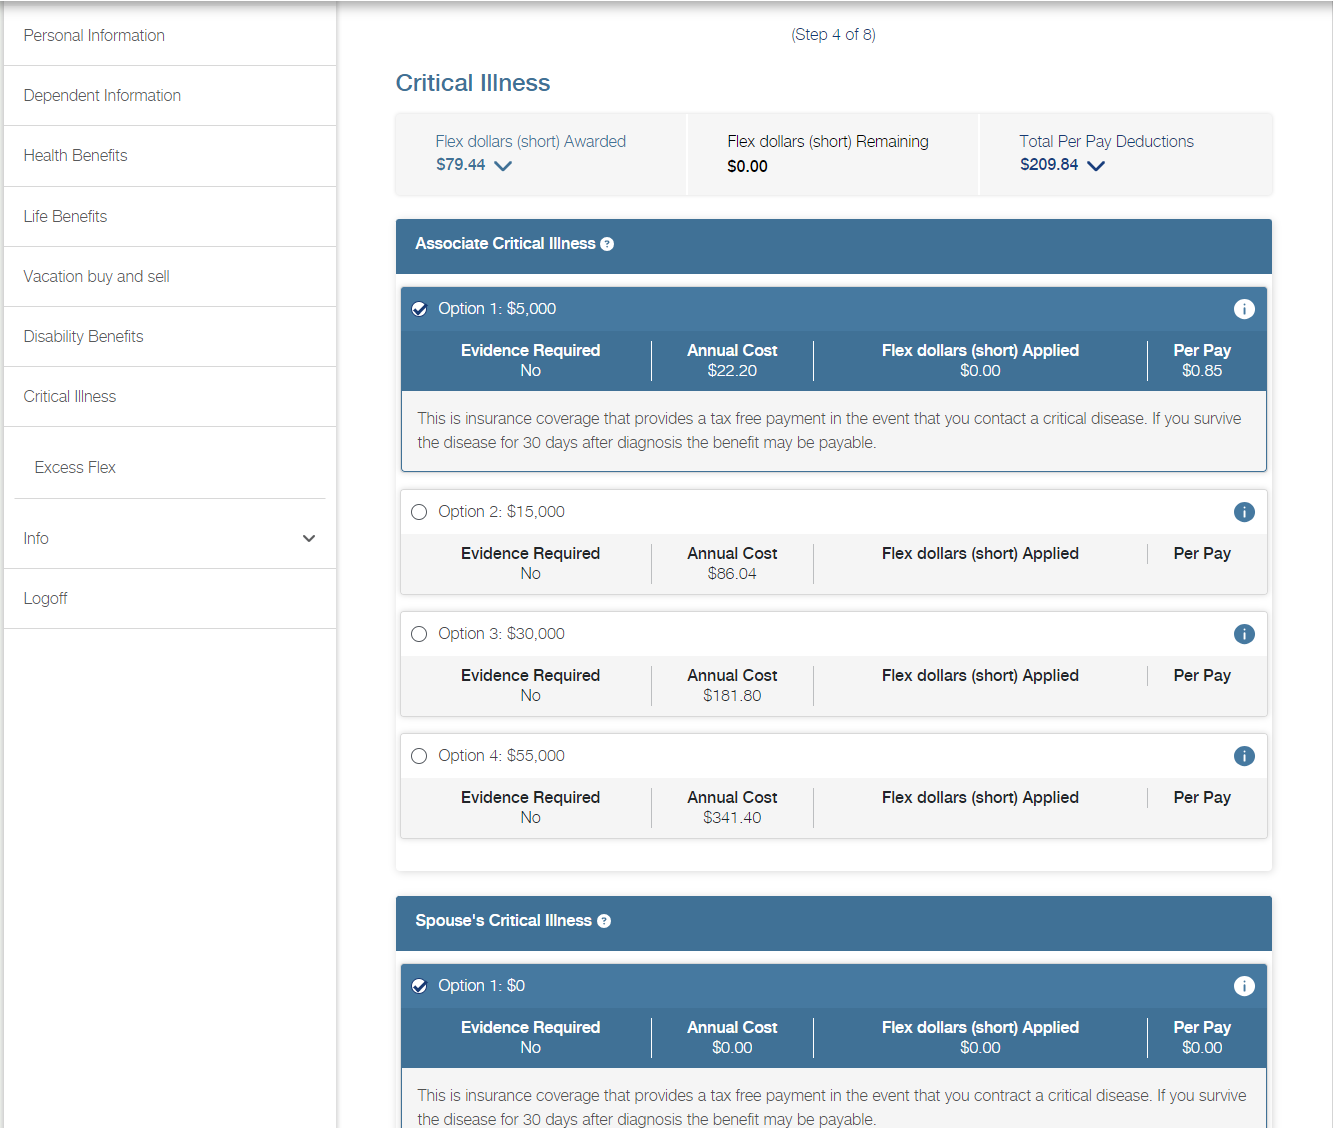 Personal Information
Dependent Information
Health Benefits
Life Benefits
Vacation buy and sell
Disability Benefits
Critical Illness
Excess Flex
Info
Logoff
(Step 4 of 8)
Critical Illness
Flex dollars (short) Awarded
$79.44
Flex dollars (short) Remaining
$0.00
Total Per Pay Deductions
$209.84
Associate Critical Illness ?
Option 1: $5,000 i
Evidence Required Annual Cost Flex dollars (short) Applied Per Pay
No $22.20 $0.00 $0.85
This is insurance coverage that provides a tax free payment in the event that you contact a critical disease. If you survive
the disease for 30 days after diagnosis the benefit may be payable.
Option 2: $15,000 i
Evidence Required Annual Cost Flex dollars (short) Applied Per Pay
No $86.04
Option 3: $30,000 i
Evidence Required Annual Cost Flex dollars (short) Applied Per Pay
No $181.80
Option 4: $55,000 i
Evidence Required Annual Cost Flex dollars (short) Applied Per Pay
No $341.40
Spouse's Critical Illness ?
Option 1: $0 i
Evidence Required Annual Cost Flex dollars (short) Applied Per Pay
No $0.00 $0.00 $0.00
This is insurance coverage that provides a tax free payment in the event that you contract a critical disease. If you survive
the disease for 30 days after diagnosis the benefit may be payable.